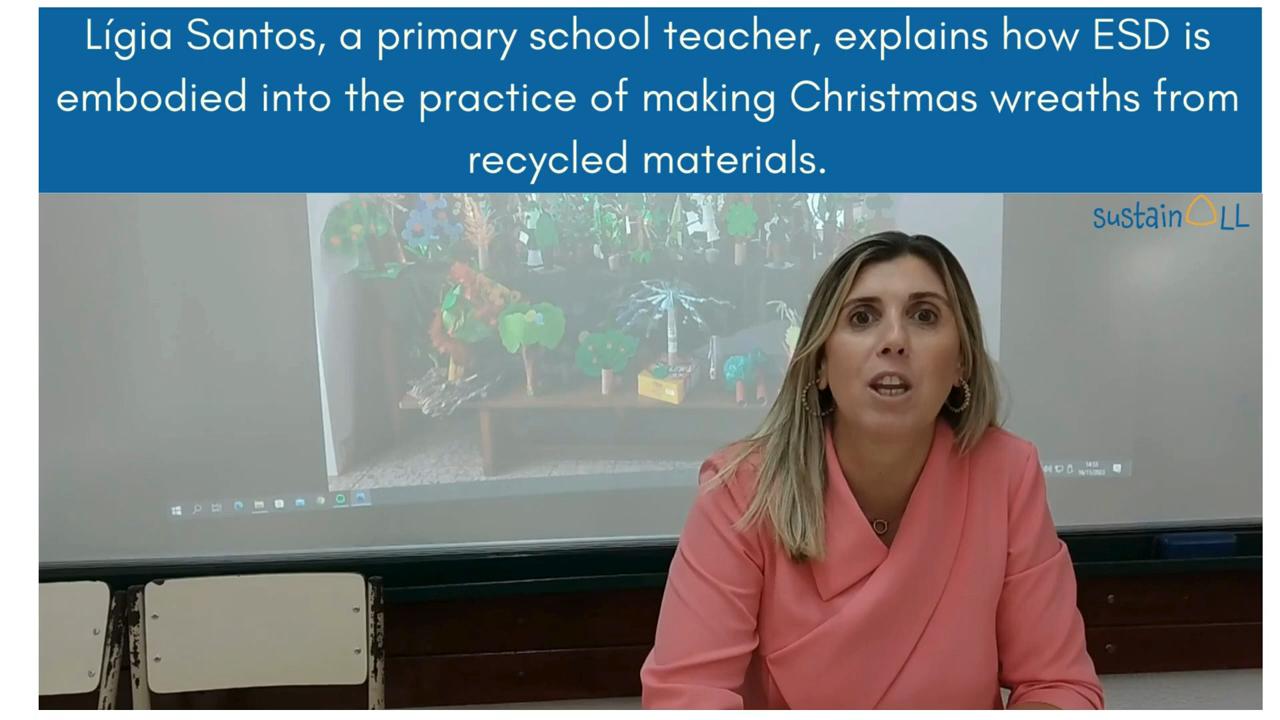 Lígia Santos, a primary school teacher, explains how ESD is
embodied into the practice of making Christmas wreaths from
recycled materials.
sustainALL